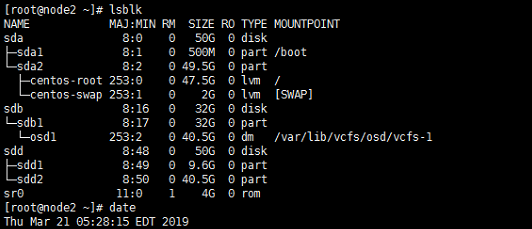 [root@node2 ~]# lsblk
NAME            MAJ:MIN RM  SIZE RO TYPE MOUNTPOINT
sda               8:0    0   50G  0 disk
├─sda1            8:1    0  500M  0 part /boot
└─sda2            8:2    0 49.5G  0 part
  ├─centos-root 253:0    0 47.5G  0 lvm  /
  └─centos-swap 253:1    0    2G  0 lvm  [SWAP]
sdb               8:16   0   32G  0 disk
└─sdb1            8:17   0   32G  0 part
  └─osd1        253:2    0 40.5G  0 dm   /var/lib/vcfs/osd/vcfs-1
sdd               8:48   0   50G  0 disk
├─sdd1            8:49   0  9.6G  0 part
└─sdd2            8:50   0 40.5G  0 part
sr0              11:0    1    4G  0 rom
[root@node2 ~]# date
Thu Mar 21 05:28:15 EDT 2019